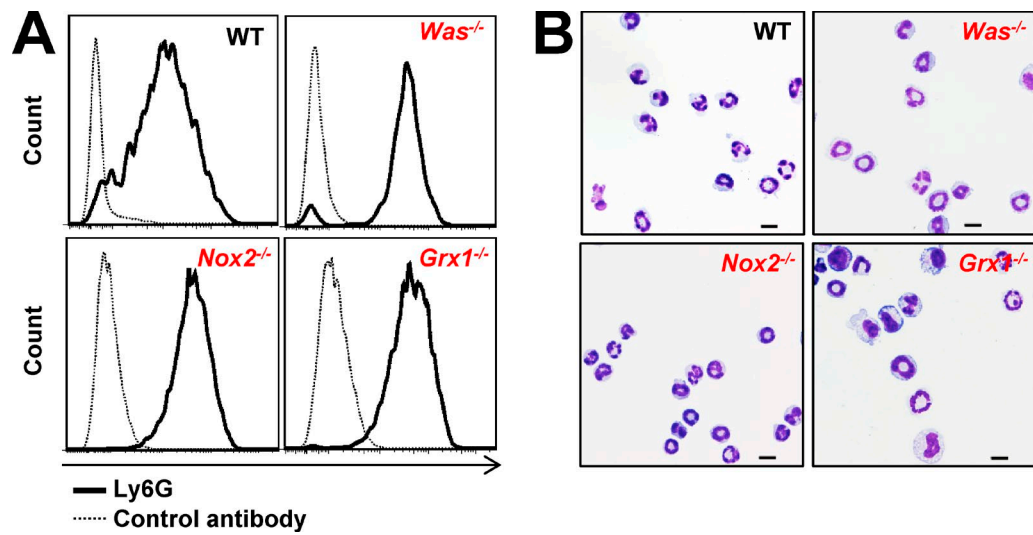 A
WT
Was-/-
Count
Nox2-/-
Grx1-/-
Count
Ly6G
Control antibody
B
WT
Was-/-
Nox2-/-
Grx1-/-